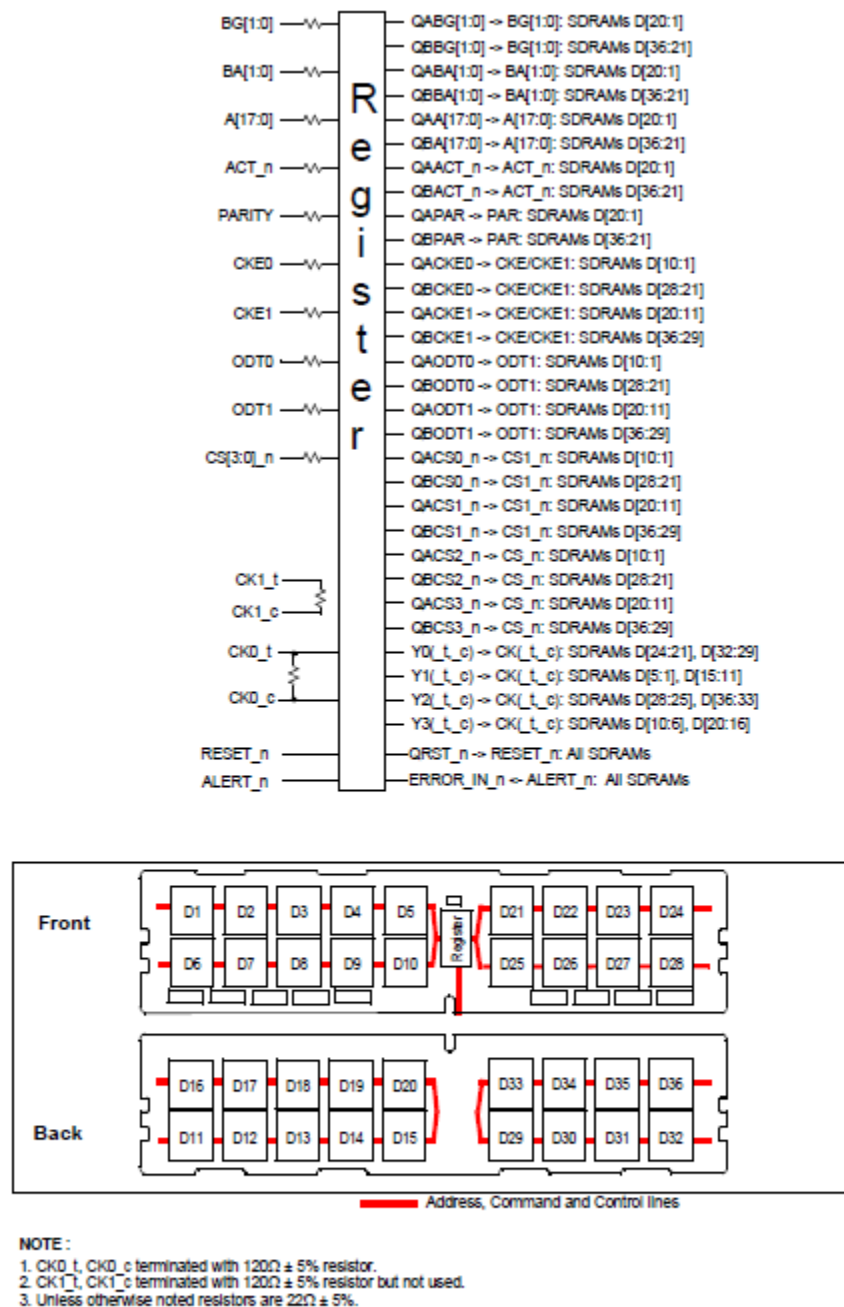 BG[1:0]
QABG[1:0] -> BG[1:0]: SDRAMs D[20:1]
QBBG[1:0] -> BG[1:0]: SDRAMs D[36:21]
BA[1:0]
QABA[1:0] -> BA[1:0]: SDRAMs D[20:1]
QBBA[1:0] -> BA[1:0]: SDRAMs D[36:21]
A[17:0]
QAA[17:0] -> A[17:0]: SDRAMs D[20:1]
QBA[17:0] -> A[17:0]: SDRAMs D[36:21]
ACT_n
QAACT_n -> ACT_n: SDRAMs D[20:1]
QBACT_n -> ACT_n: SDRAMs D[36:21]
PARITY
QAPAR -> PAR: SDRAMs D[20:1]
QBPAR -> PAR: SDRAMs D[36:21]
CKE0
QACKE0 -> CKE/CKE1: SDRAMs D[10:1]
QBCKE0 -> CKE/CKE1: SDRAMs D[28:21]
CKE1
QACKE1 -> CKE/CKE1: SDRAMs D[20:11]
QBCKE1 -> CKE/CKE1: SDRAMs D[36:29]
ODT0
QAODT0 -> ODT1: SDRAMs D[10:1]
QBODT0 -> ODT1: SDRAMs D[28:21]
ODT1
QAODT1 -> ODT1: SDRAMs D[20:11]
QBODT1 -> ODT1: SDRAMs D[36:29]
CS[3:0]_n
QACS0_n -> CS1_n: SDRAMs D[10:1]
QBCS0_n -> CS1_n: SDRAMs D[28:21]
QACS1_n -> CS1_n: SDRAMs D[20:11]
QBCS1_n -> CS1_n: SDRAMs D[36:29]
QACS2_n -> CS_n: SDRAMs D[10:1]
CK1_t
QBCS2_n -> CS_n: SDRAMs D[28:21]
QACS3_n -> CS_n: SDRAMs D[20:11]
CK1_c
QBCS3_n -> CS_n: SDRAMs D[36:29]
CK0_t
Y0(_t,_c) -> CK(_t,_c): SDRAMs D[24:21], D[32:29]
Y1(_t,_c) -> CK(_t,_c): SDRAMs D[5:1], D[15:11]
CK0_c
Y2(_t,_c) -> CK(_t,_c): SDRAMs D[28:25], D[36:33]
Y3(_t,_c) -> CK(_t,_c): SDRAMs D[10:6], D[20:16]
RESET_n
QRST_n -> RESET_n: All SDRAMs
ALERT_n
ERROR_IN_n <- ALERT_n: All SDRAMs
Register
Front
D1 D2 D3 D4 D5 Register D21 D22 D23 D24
D6 D7 D8 D9 D10 D25 D26 D27 D28
Back
D16 D17 D18 D19 D20 D33 D34 D35 D36
D11 D12 D13 D14 D15 D29 D30 D31 D32
Address, Command and Control lines
NOTE :
1. CK0_t, CK0_c terminated with 120Ω ± 5% resistor.
2. CK1_t, CK1_c terminated with 120Ω ± 5% resistor but not used.
3. Unless otherwise noted resistors are 22Ω ± 5%.